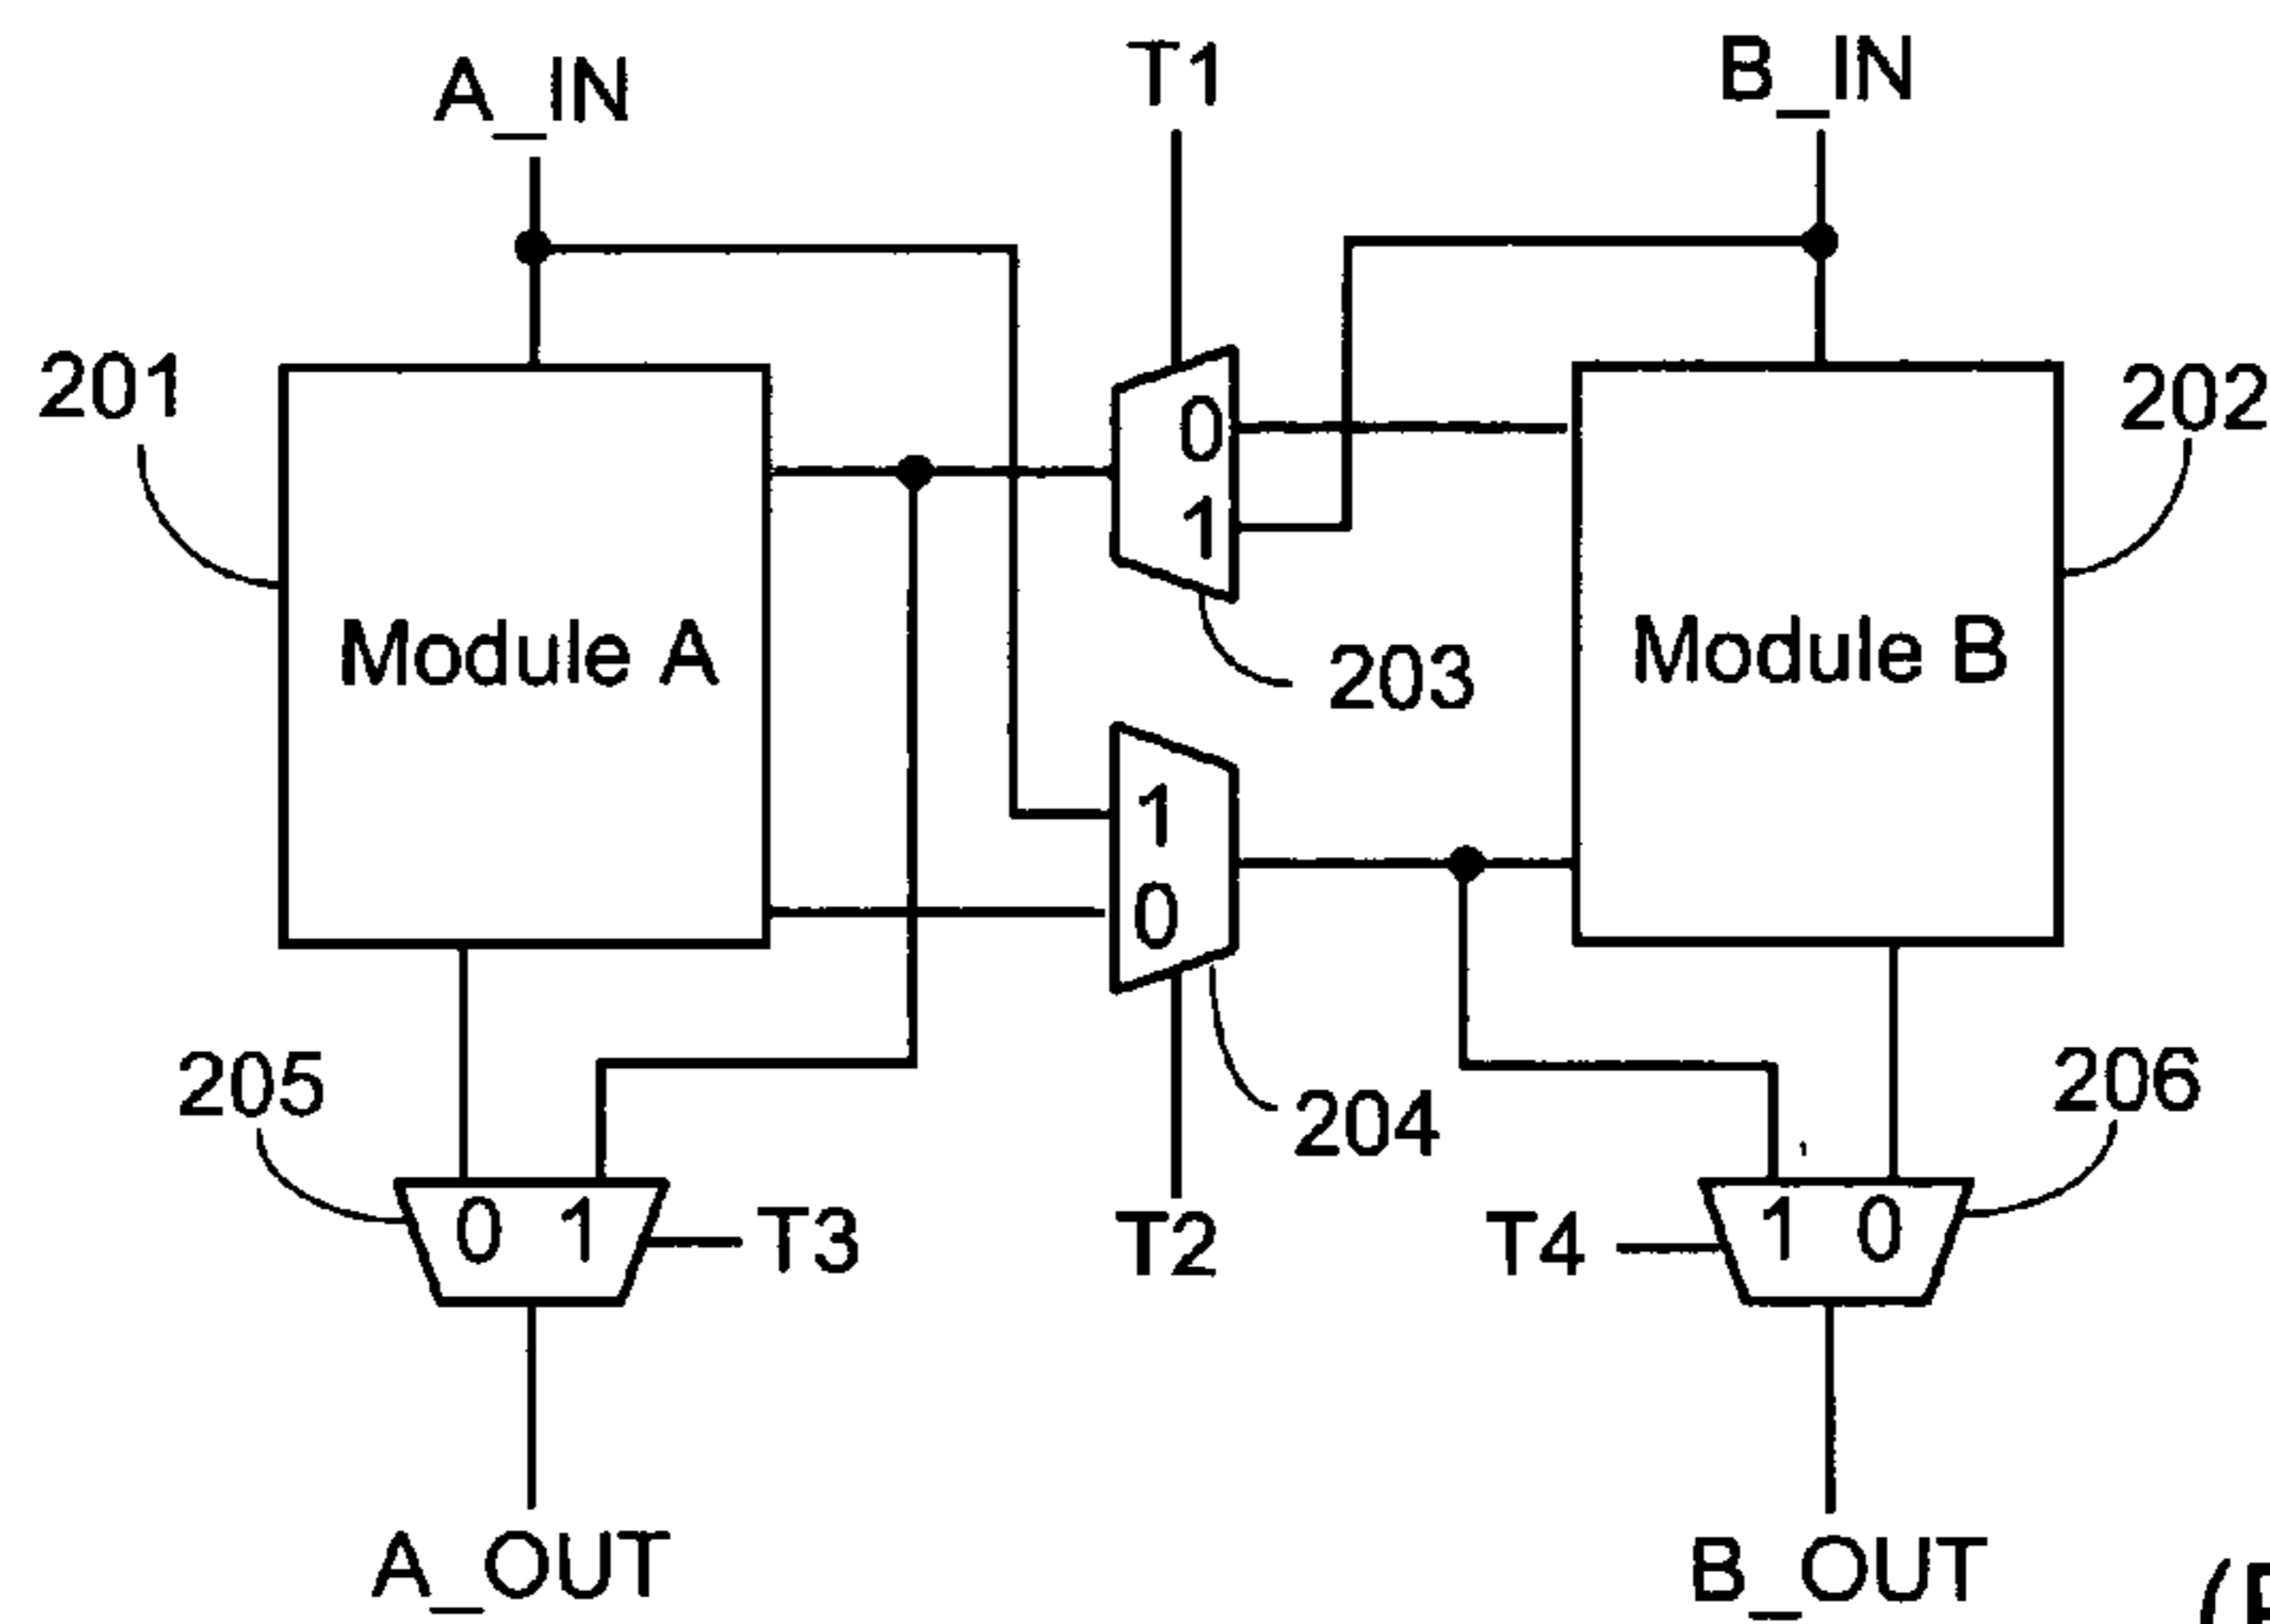 A_IN
T1
B_IN
201
202
0
1
Module A
Module B
203
1
0
205
204
206
0 1
T3
T2
T4
1 0
A_OUT
B_OUT